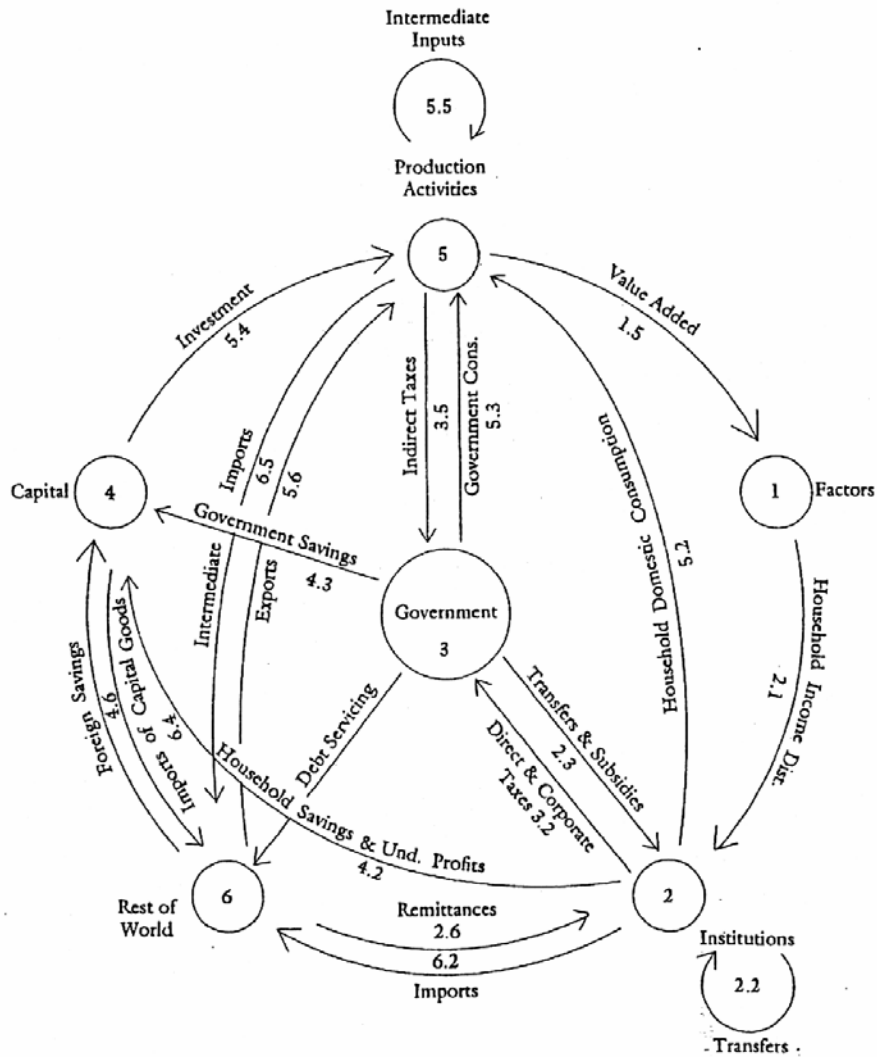 Intermediate
Inputs
5.5
Production
Activities
5
Investment
5.4
Value Added
1.5
Imports
6.5
5.6
Indirect Taxes
3.5
Government Cons.
5.3
Household Domestic Consumption
5.2
Capital
4
1
Factors
Government Savings
4.3
Intermediate
Exports
Government
3
Household Income Dist.
2.1
Foreign Savings
4.6
Imports of Capital Goods
6.4
Debt Servicing
Transfers & Subsidies
2.3
Direct & Corporate
Taxes 3.2
Household Savings & Und. Profits
4.2
Rest of
World
6
2
Remittances
2.6
6.2
Imports
Institutions
2.2
Transfers